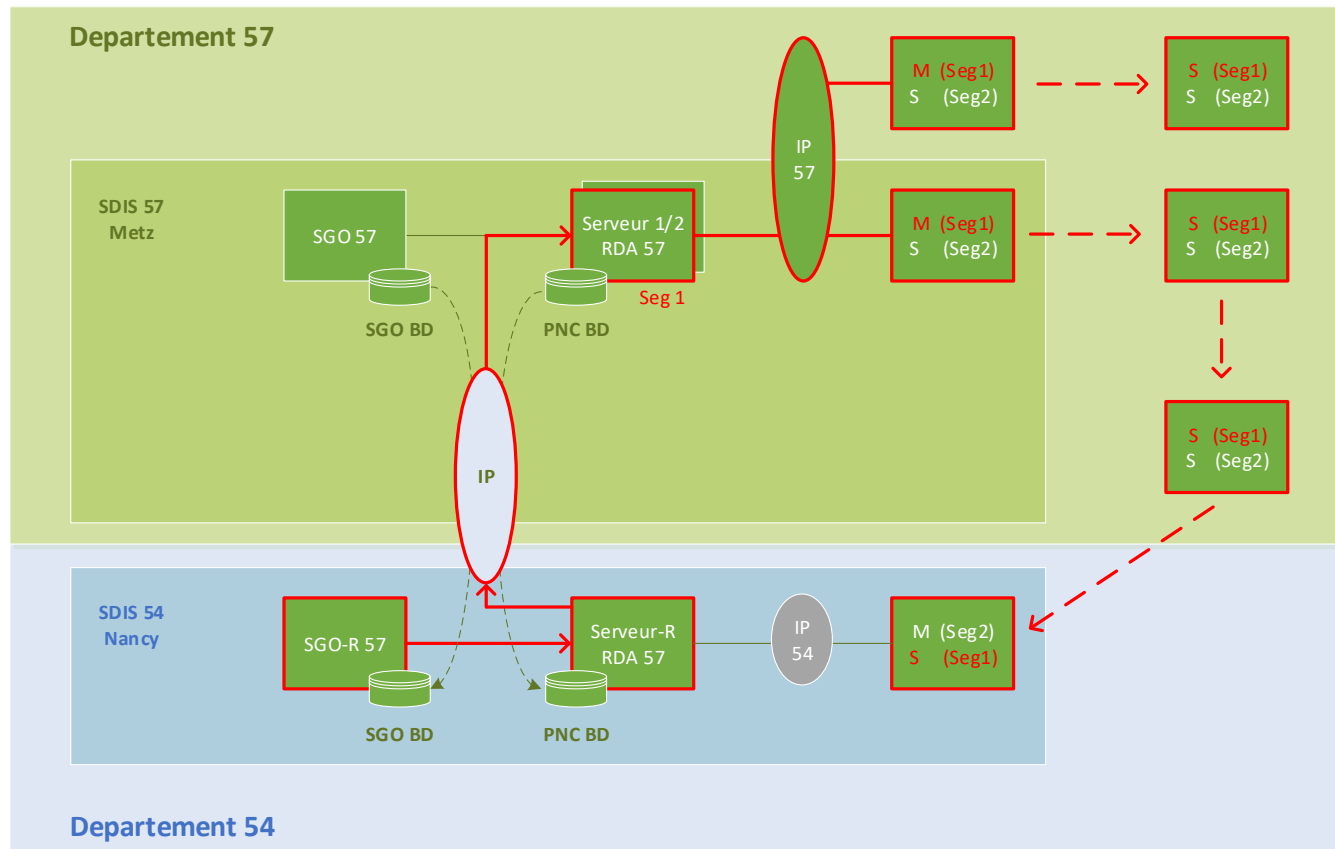 Departement 57
M (Seg1)
S (Seg2)
S (Seg1)
S (Seg2)
IP
57
SDIS 57
Metz
SGO 57
Serveur 1/2
RDA 57
M (Seg1)
S (Seg2)
S (Seg1)
S (Seg2)
Seg 1
SGO BD
PNC BD
S (Seg1)
S (Seg2)
IP
SDIS 54
Nancy
SGO-R 57
Serveur-R
RDA 57
IP
54
M (Seg2)
S (Seg1)
SGO BD
PNC BD
Departement 54